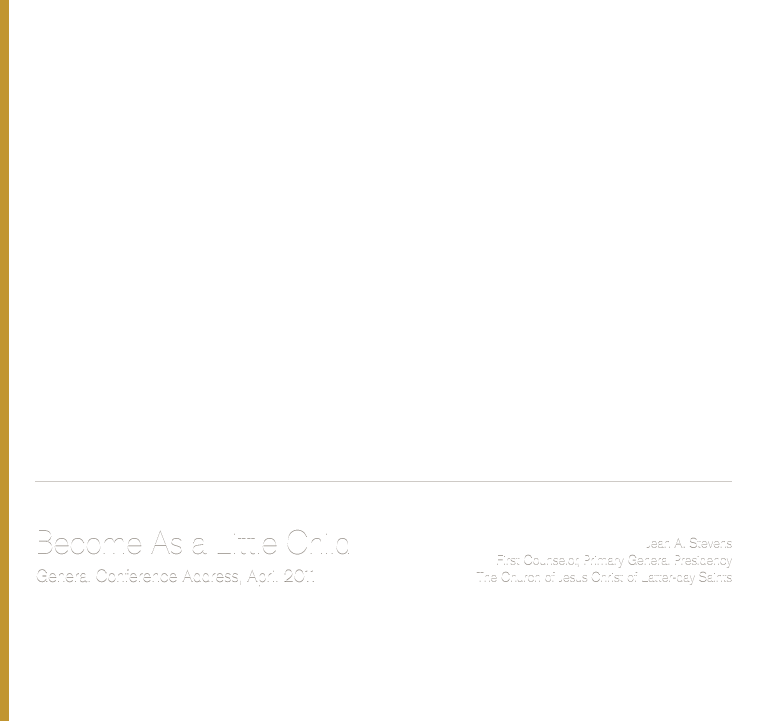 Become As a Little Child
General Conference Address, April 2011
Jean A. Stevens
First Counselor, Primary General Presidency
The Church of Jesus Christ of Latter-day Saints